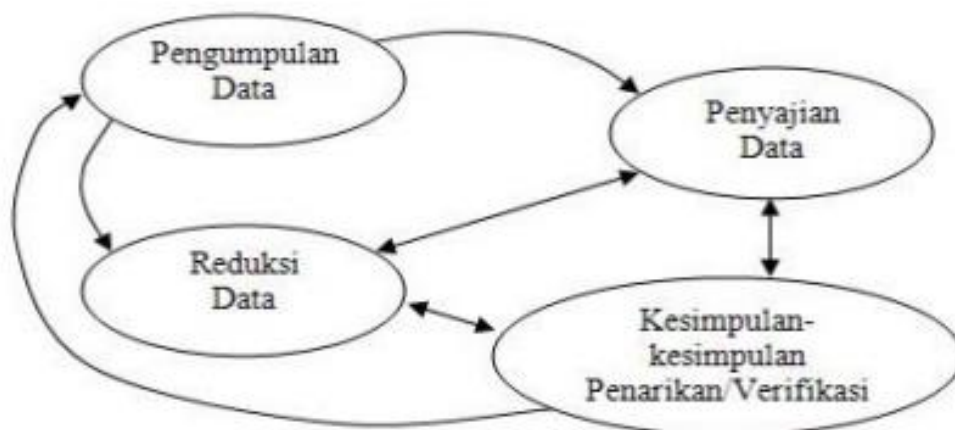 Pengumpulan
Data
Penyajian
Data
Reduksi
Data
Kesimpulan-
kesimpulan
Penarikan/Verifikasi